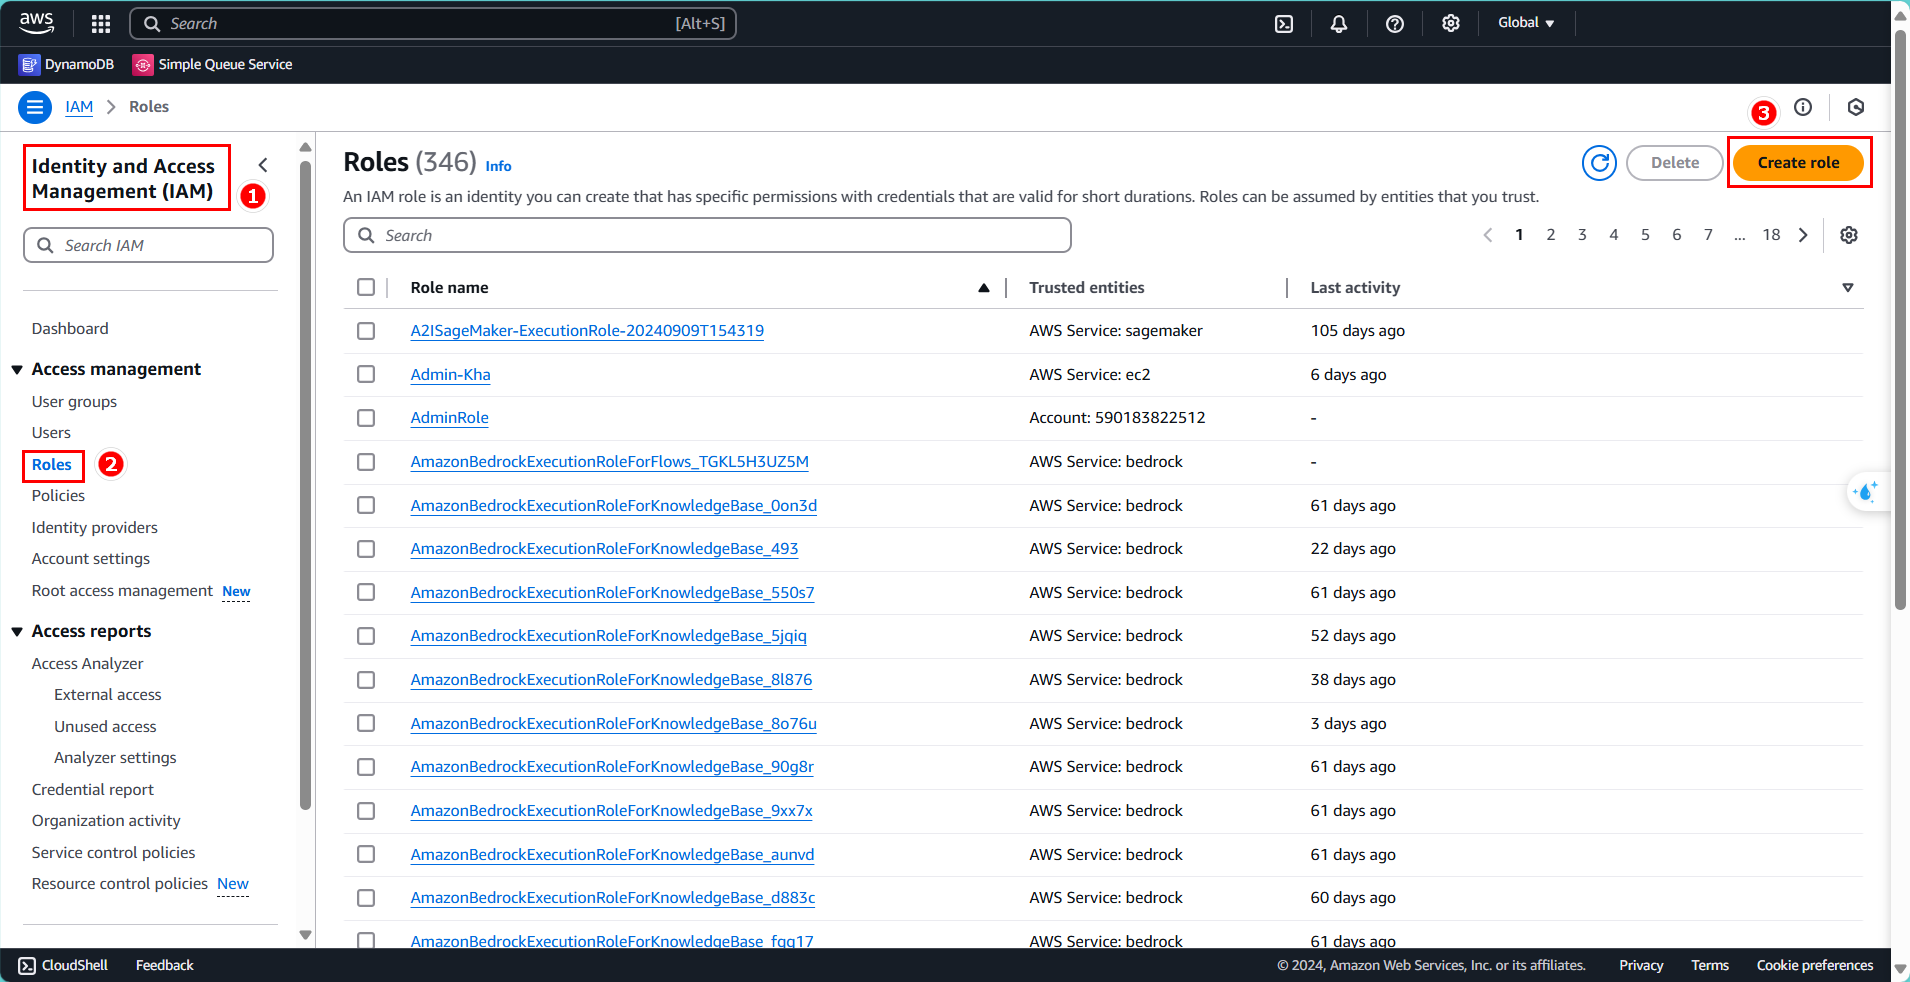 aws
Search [Alt+S]
Global
DynamoDB Simple Queue Service
IAM Roles
3
Identity and Access
Management (IAM)
1
Search IAM
Dashboard
Access management
User groups
Users
Roles
2
Policies
Identity providers
Account settings
Root access management New
Access reports
Access Analyzer
External access
Unused access
Analyzer settings
Credential report
Organization activity
Service control policies
Resource control policies New
Roles (346) Info
Delete
Create role
An IAM role is an identity you can create that has specific permissions with credentials that are valid for short durations. Roles can be assumed by entities that you trust.
Search
1 2 3 4 5 6 7 ... 18
Role name Trusted entities Last activity
A2ISageMaker-ExecutionRole-20240909T154319 AWS Service: sagemaker 105 days ago
Admin-Kha AWS Service: ec2 6 days ago
AdminRole Account: 590183822512 -
AmazonBedrockExecutionRoleForFlows_TGKL5H3UZ5M AWS Service: bedrock -
AmazonBedrockExecutionRoleForKnowledgeBase_0on3d AWS Service: bedrock 61 days ago
AmazonBedrockExecutionRoleForKnowledgeBase_493 AWS Service: bedrock 22 days ago
AmazonBedrockExecutionRoleForKnowledgeBase_550s7 AWS Service: bedrock 61 days ago
AmazonBedrockExecutionRoleForKnowledgeBase_5jqiq AWS Service: bedrock 52 days ago
AmazonBedrockExecutionRoleForKnowledgeBase_8l876 AWS Service: bedrock 38 days ago
AmazonBedrockExecutionRoleForKnowledgeBase_8o76u AWS Service: bedrock 3 days ago
AmazonBedrockExecutionRoleForKnowledgeBase_90g8r AWS Service: bedrock 61 days ago
AmazonBedrockExecutionRoleForKnowledgeBase_9xx7x AWS Service: bedrock 61 days ago
AmazonBedrockExecutionRoleForKnowledgeBase_aunvd AWS Service: bedrock 61 days ago
AmazonBedrockExecutionRoleForKnowledgeBase_d883c AWS Service: bedrock 60 days ago
AmazonBedrockExecutionRoleForKnowledgeBase_fgg17 AWS Service: bedrock 61 days ago
CloudShell Feedback © 2024, Amazon Web Services, Inc. or its affiliates. Privacy Terms Cookie preferences